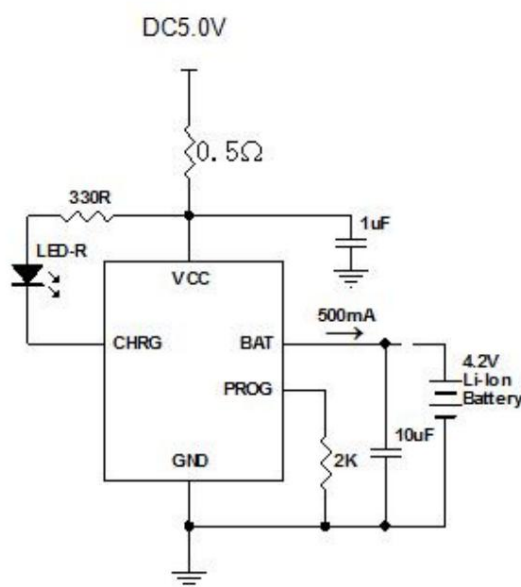 DC5.0V
0.5Ω
330R
1uF
LED-R
VCC
500mA
CHRG
BAT
4.2V
Li-Ion
Battery
PROG
10uF
2K
GND